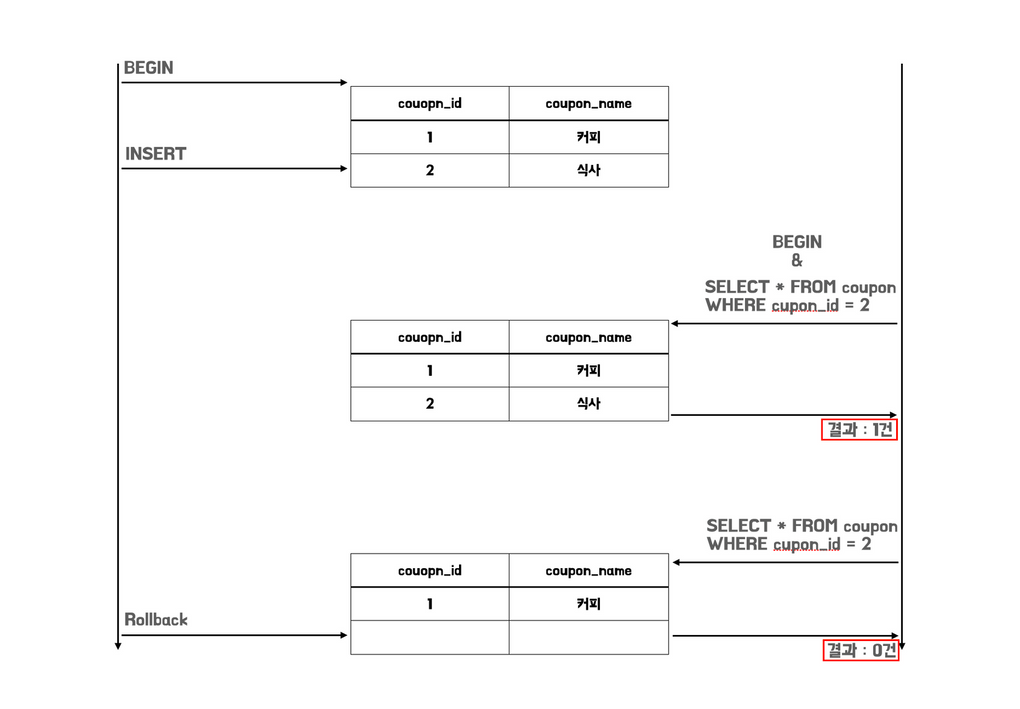 BEGIN
couopn_id coupon_name
1 커피
INSERT
2 식사
BEGIN
&
SELECT * FROM coupon
WHERE cupon_id = 2
couopn_id coupon_name
1 커피
2 식사
결과 : 1건
SELECT * FROM coupon
WHERE cupon_id = 2
couopn_id coupon_name
1 커피
Rollback
결과 : 0건